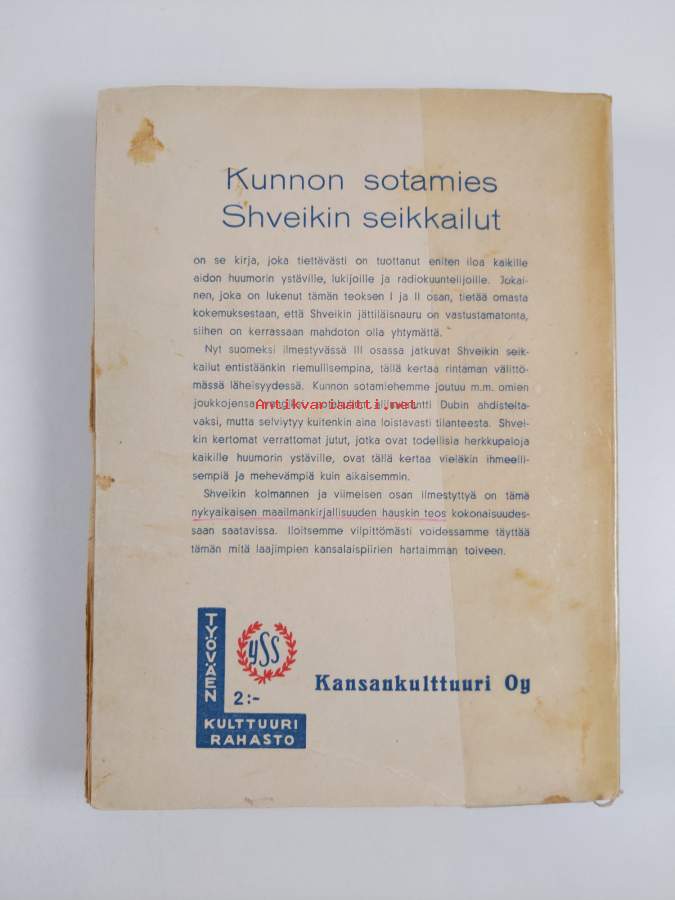 Kunnon sotamies
Shveikin seikkailut
on se kirja, joka tiettävästi on tuottanut eniten iloa kaikille
aidon huumorin ystäville, lukijoille ja radiokuuntelijoille. Jokai-
nen, joka on lukenut tämän teoksen I ja II osan, tietää omasta
kokemuksestaan, että Shveikin jättiläisnauru on vastustamatonta,
siihen on kerrassaan mahdoton olla yhtymättä.
Nyt suomeksi ilmestyvässä III osassa jatkuvat Shveikin seik-
kailut entistäänkin riemullisempina, tällä kertaa rintaman välittö-
mässä läheisyydessä. Kunnon sotamiehemme joutuu m.m. omien
joukkojensa Dubin ahdistelta-
Antikvariaatti.net
vaksi, mutta selviytyy kuitenkin aina loistavasti tilanteesta. Shvei-
kin kertomat verrattomat jutut, jotka ovat todellisia herkkupaloja
kaikille huumorin ystäville, ovat tällä kertaa vieläkin ihmeelli-
sempiä ja mehevämpiä kuin aikaisemmin.
Shveikin kolmannen ja viimeisen osan ilmestyttyä on tämä
nykyaikaisen maailmankirjallisuuden hauskin teos kokonaisuudes-
saan saatavissa. Iloitsemme vilpittömästi voidessamme täyttää
tämän mitä laajimpien kansalaispiirien hartaimman toiveen.
TYÖVÄEN
ySS
2:-
KULTTUURI
RAHASTO
Kansankulttuuri Oy